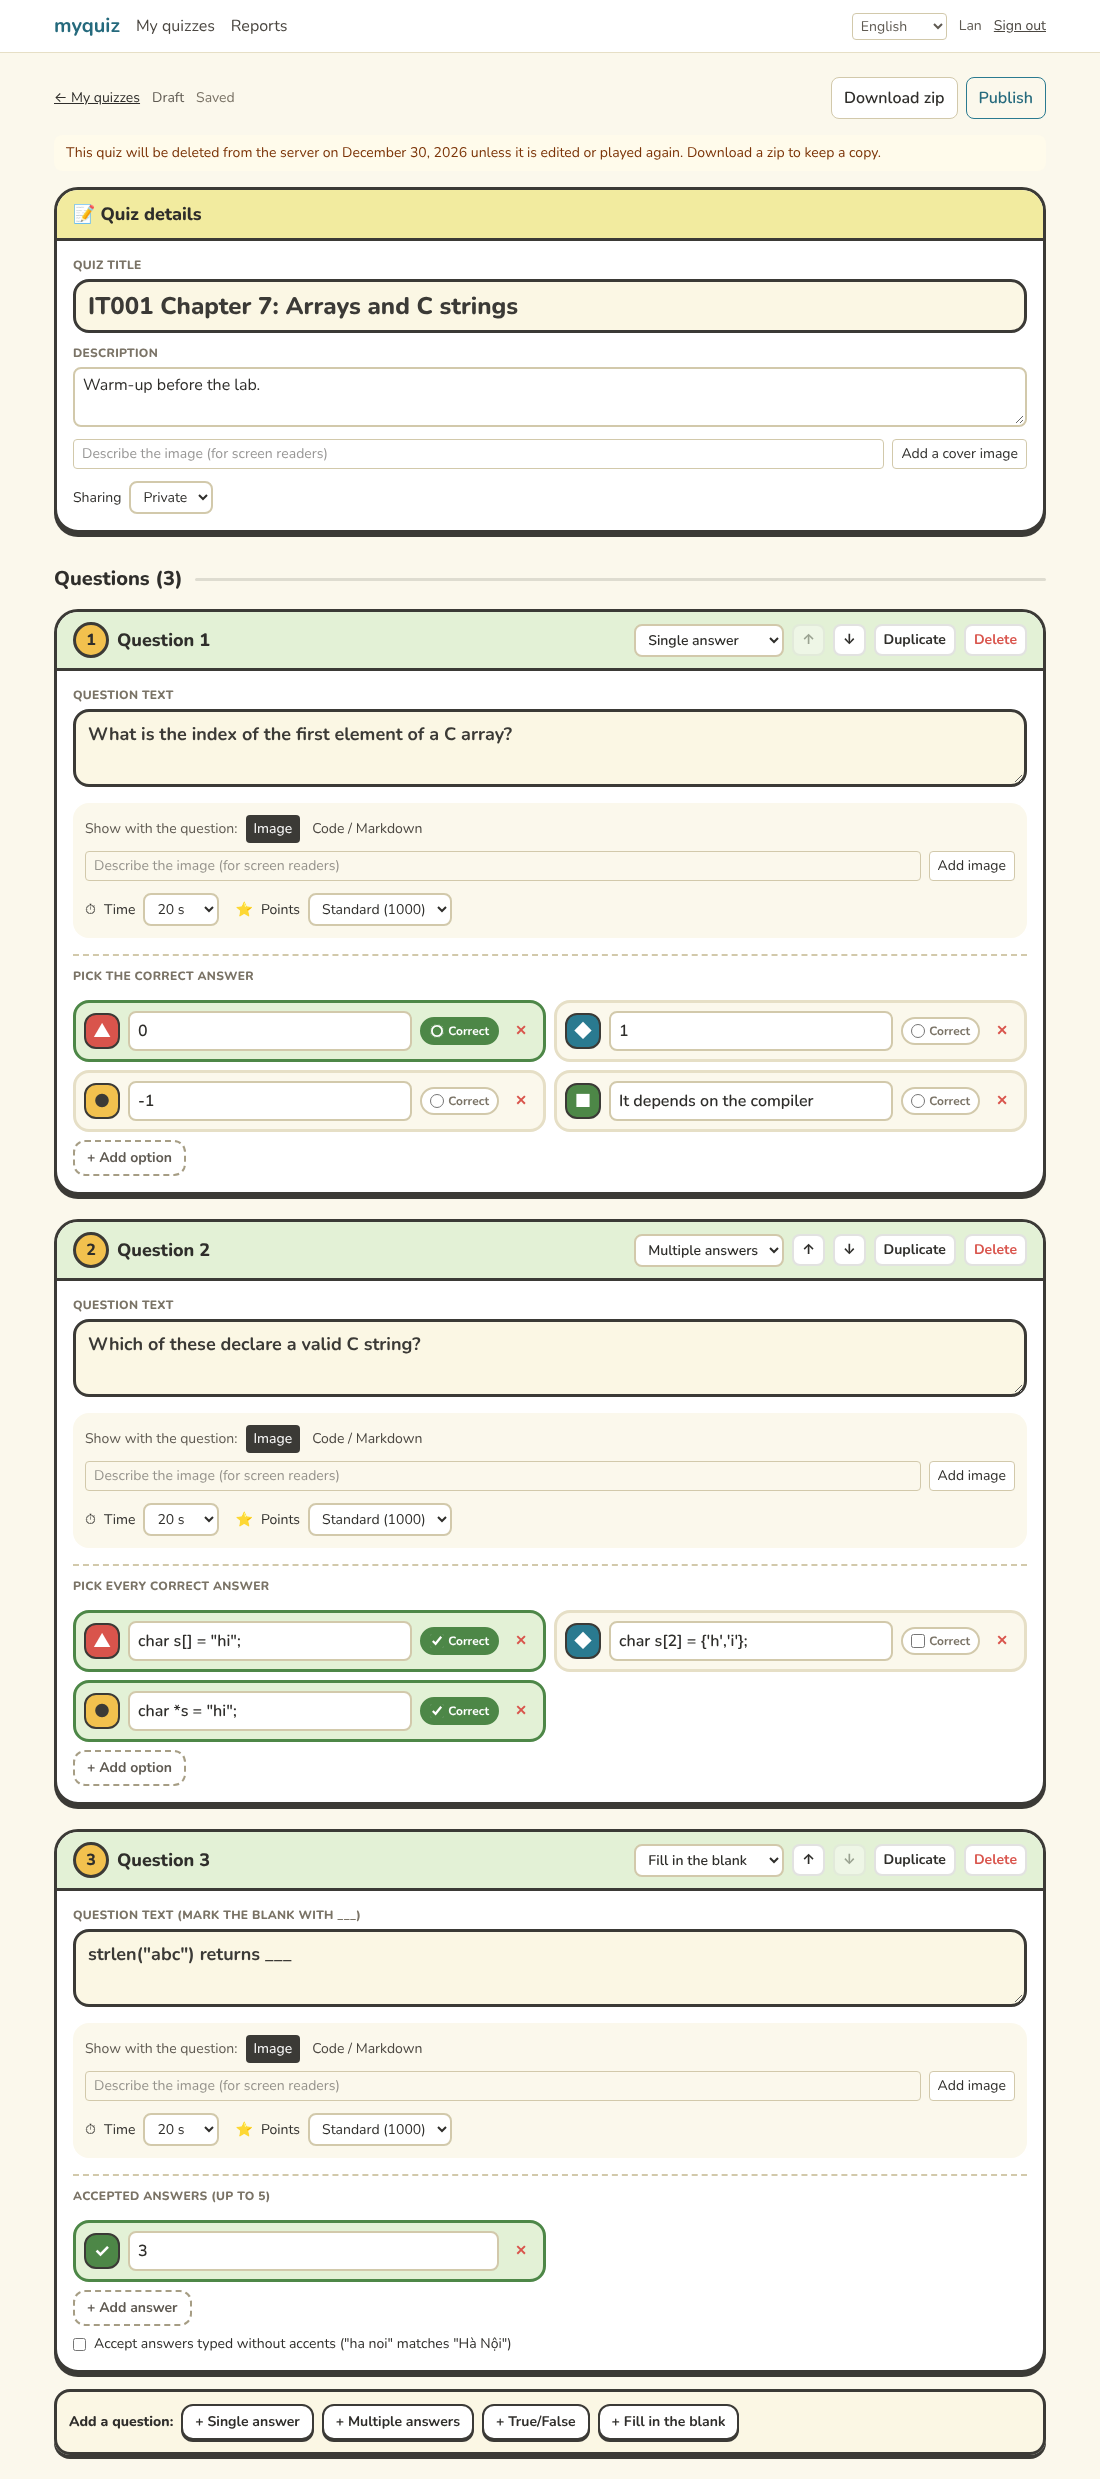 myquiz My quizzes Reports English Lan Sign out
← My quizzes Draft Saved Download zip Publish
This quiz will be deleted from the server on December 30, 2026 unless it is edited or played again. Download a zip to keep a copy.
📝 Quiz details
QUIZ TITLE
IT001 Chapter 7: Arrays and C strings
DESCRIPTION
Warm-up before the lab.
Describe the image (for screen readers) Add a cover image
Sharing Private
Questions (3)
1 Question 1 Single answer ↑ ↓ Duplicate Delete
QUESTION TEXT
What is the index of the first element of a C array?
Show with the question: Image Code / Markdown
Describe the image (for screen readers) Add image
⏱ Time 20 s ⭐ Points Standard (1000)
PICK THE CORRECT ANSWER
0 Correct × 1 Correct ×
-1 Correct × It depends on the compiler Correct ×
+ Add option
2 Question 2 Multiple answers ↑ ↓ Duplicate Delete
QUESTION TEXT
Which of these declare a valid C string?
Show with the question: Image Code / Markdown
Describe the image (for screen readers) Add image
⏱ Time 20 s ⭐ Points Standard (1000)
PICK EVERY CORRECT ANSWER
char s[] = "hi"; ✓ Correct × char s[2] = {'h','i'}; Correct ×
char *s = "hi"; ✓ Correct ×
+ Add option
3 Question 3 Fill in the blank ↑ ↓ Duplicate Delete
QUESTION TEXT (MARK THE BLANK WITH ___)
strlen("abc") returns ___
Show with the question: Image Code / Markdown
Describe the image (for screen readers) Add image
⏱ Time 20 s ⭐ Points Standard (1000)
ACCEPTED ANSWERS (UP TO 5)
✓ 3 ×
+ Add answer
Accept answers typed without accents ("ha noi" matches "Hà Nội")
Add a question: + Single answer + Multiple answers + True/False + Fill in the blank